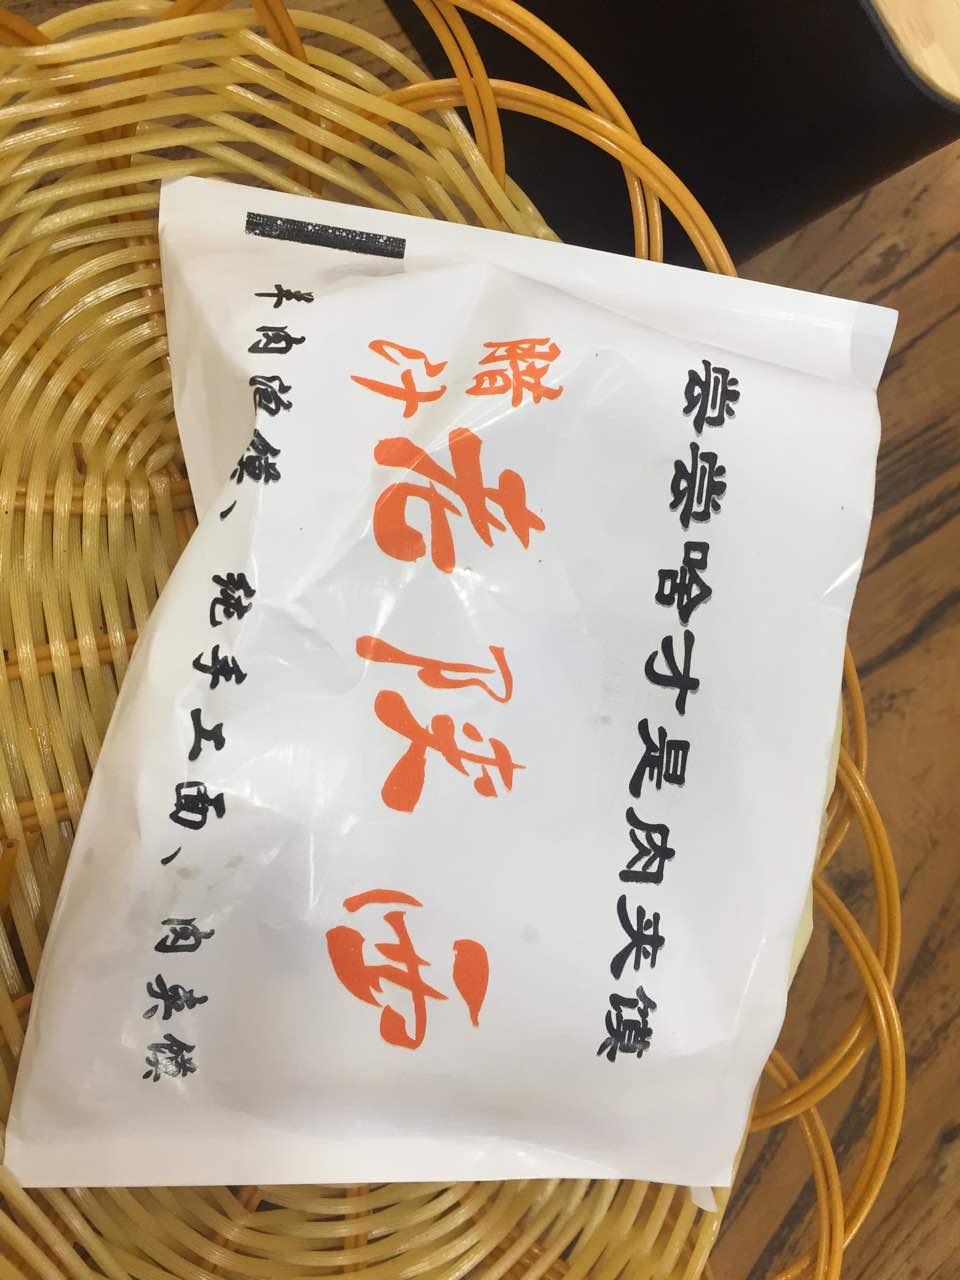 尝尝啥才是肉夹馍
腊汁
老陕西
羊肉泡馍、纯手工面、肉夹馍